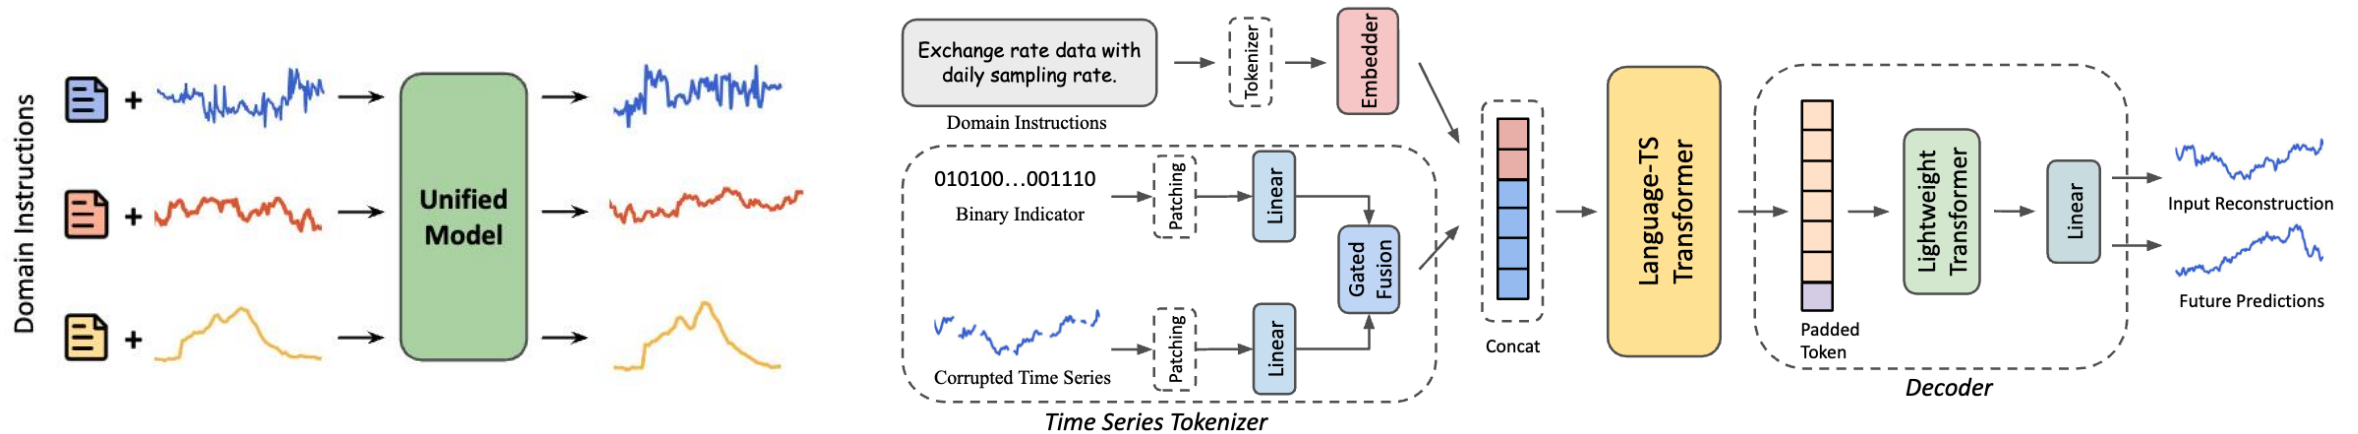 Domain Instructions
Unified
Model
Exchange rate data with
daily sampling rate.
Domain Instructions
Tokenizer
Embedder
010100...001110
Binary Indicator
Patching
Linear
Gated
Fusion
Corrupted Time Series
Patching
Linear
Time Series Tokenizer
Concat
Language-TS
Transformer
Padded
Token
Lightweight
Transformer
Linear
Decoder
Input Reconstruction
Future Predictions